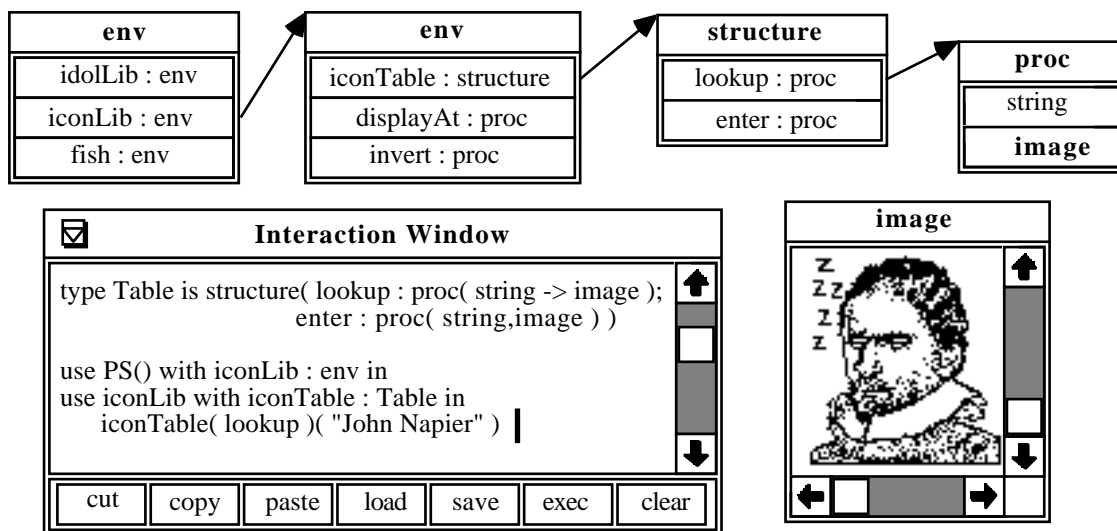 env
idolLib : env
iconLib : env
fish : env
env
iconTable : structure
displayAt : proc
invert : proc
structure
lookup : proc
enter : proc
proc
string
image
Interaction Window
type Table is structure( lookup : proc( string -> image );
enter : proc( string,image ) )
use PS() with iconLib : env in
use iconLib with iconTable : Table in
iconTable( lookup )( "John Napier" )
cut copy paste load save exec clear
image
z
z z
z
z